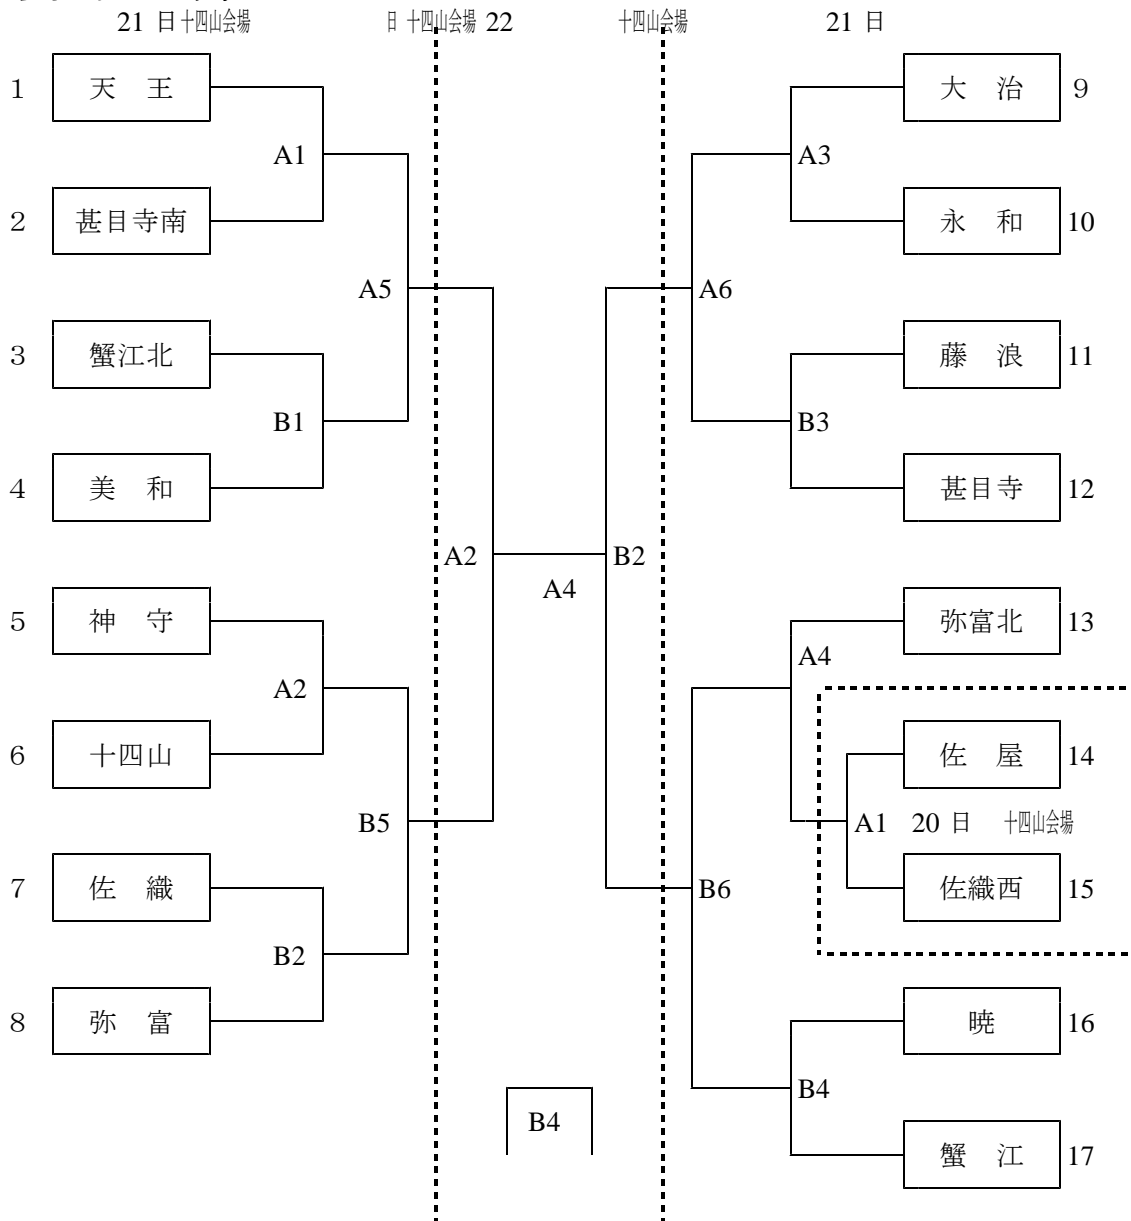 21 日 十四山会場 日 十四山会場 22 十四山会場 21 日
1 天 王
大 治 9
A1
A3
2 甚目寺南
永 和 10
A5
A6
3 蟹江北
藤 浪 11
B1
B3
4 美 和
甚目寺 12
A2
B2
A4
5 神 守
弥富北 13
A2
A4
6 十四山
佐 屋 14
B5
A1 20 日 十四山会場
7 佐 織
B6
佐織西 15
B2
8 弥 富
暁 16
B4
B4
蟹 江 17